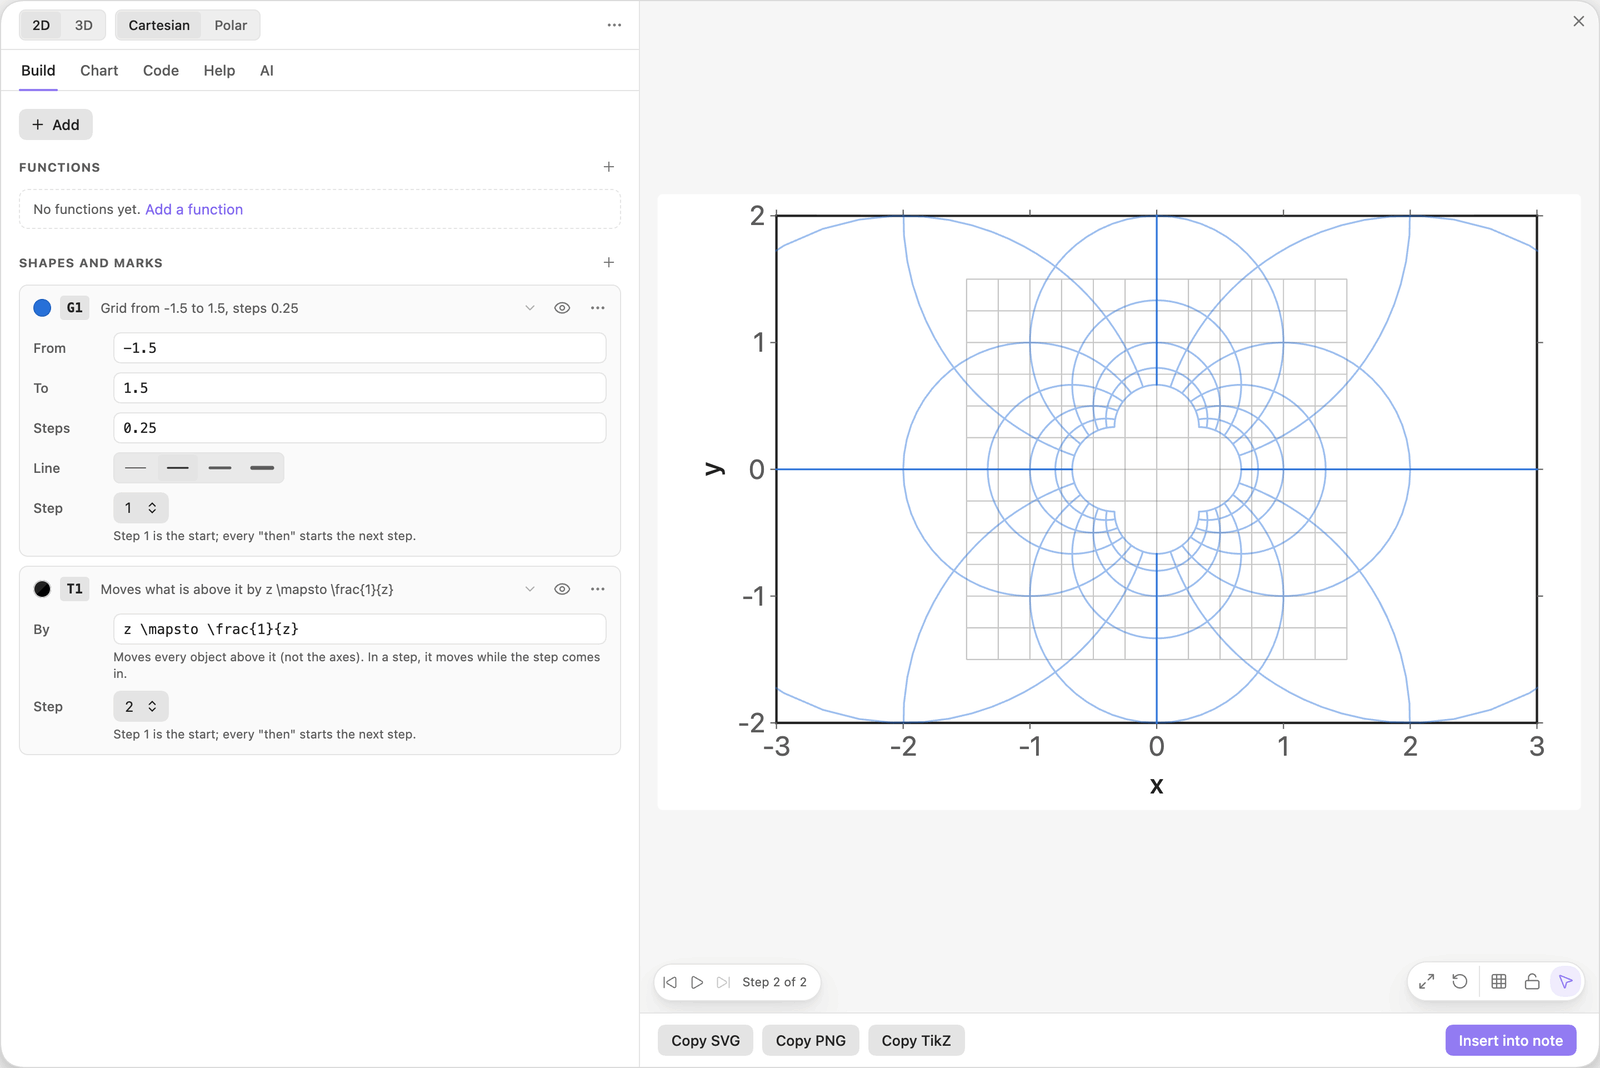 2D 3D Cartesian Polar
Build Chart Code Help AI
+ Add
FUNCTIONS
No functions yet. Add a function
SHAPES AND MARKS
G1 Grid from -1.5 to 1.5, steps 0.25
From −1.5
To 1.5
Steps 0.25
Line
Step 1
Step 1 is the start; every "then" starts the next step.
T1 Moves what is above it by z \mapsto \frac{1}{z}
By z \mapsto \frac{1}{z}
Moves every object above it (not the axes). In a step, it moves while the step comes
in.
Step 2
Step 1 is the start; every "then" starts the next step.
2
1
y 0
-1
-2
-3 -2 -1 0 1 2 3
x
Step 2 of 2
Copy SVG Copy PNG Copy TikZ Insert into note